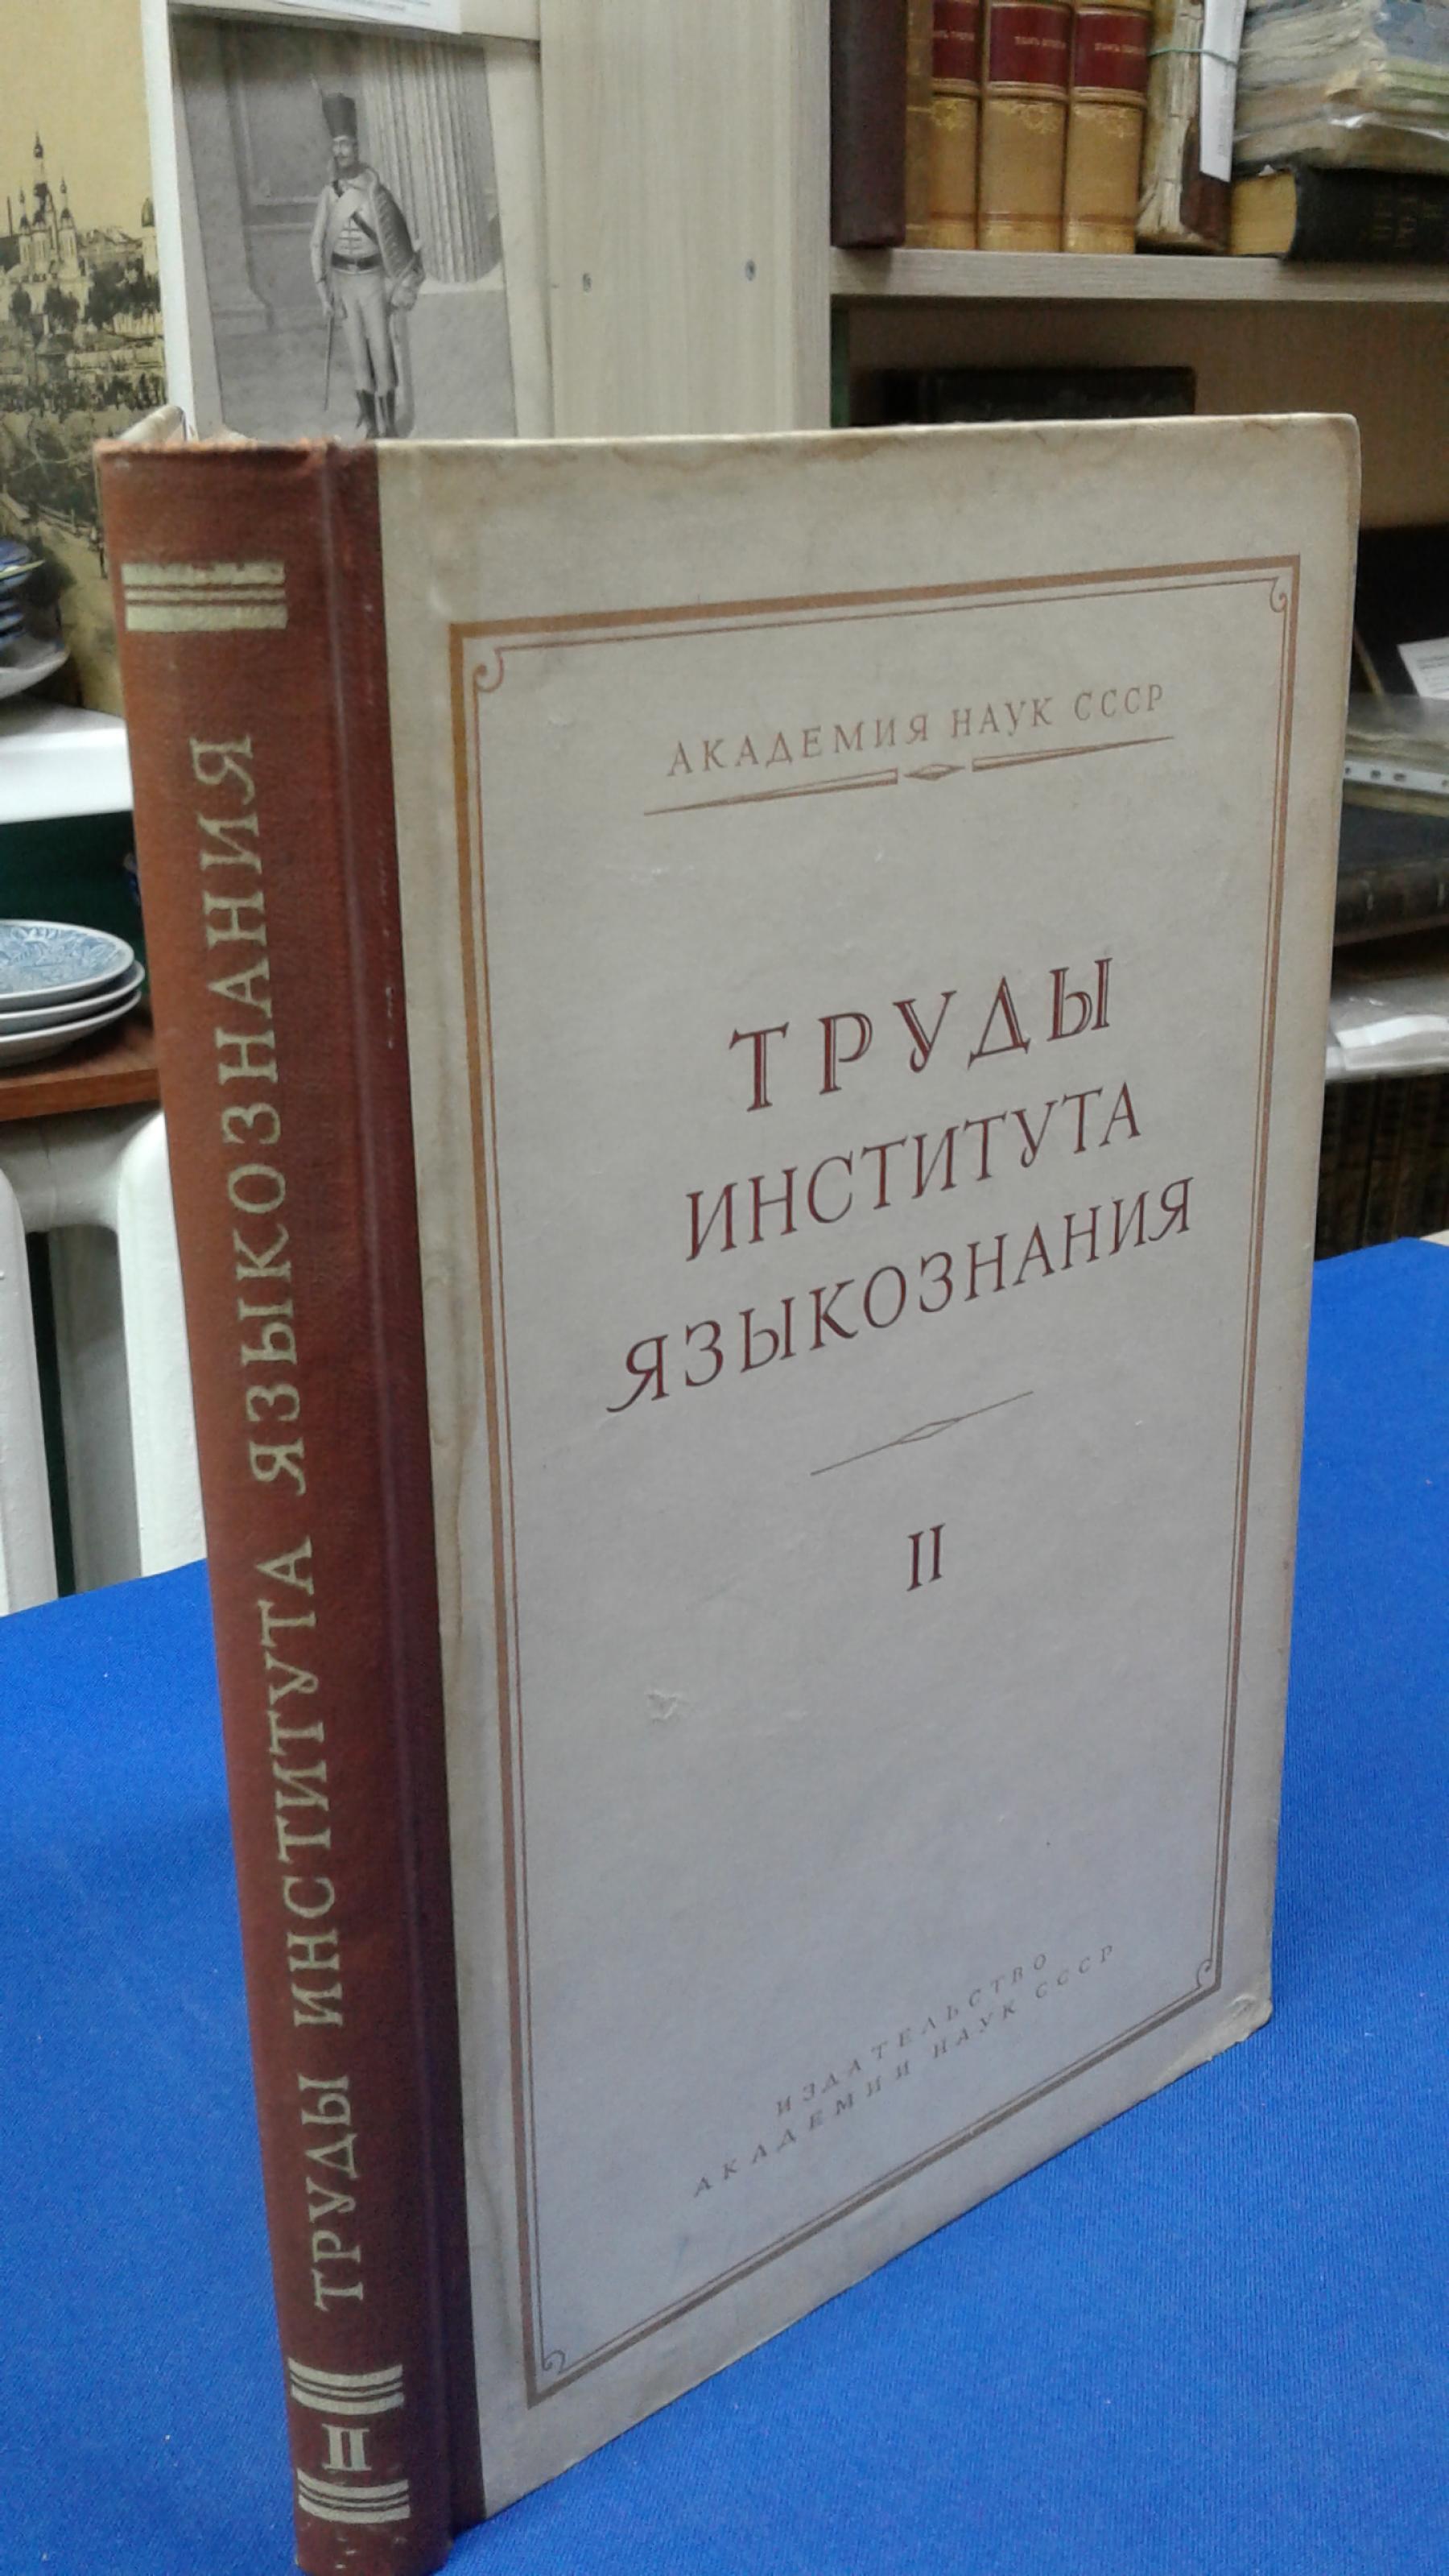 АКАДЕМИЯ НАУК СССР
ТРУДЫ
ИНСТИТУТА
ЯЗЫКОЗНАНИЯ
II
ИЗДАТЕЛЬСТВО
АКАДЕМИИ НАУК СССР
ТРУДЫ ИНСТИТУТА ЯЗЫКОЗНАНИЯ
II